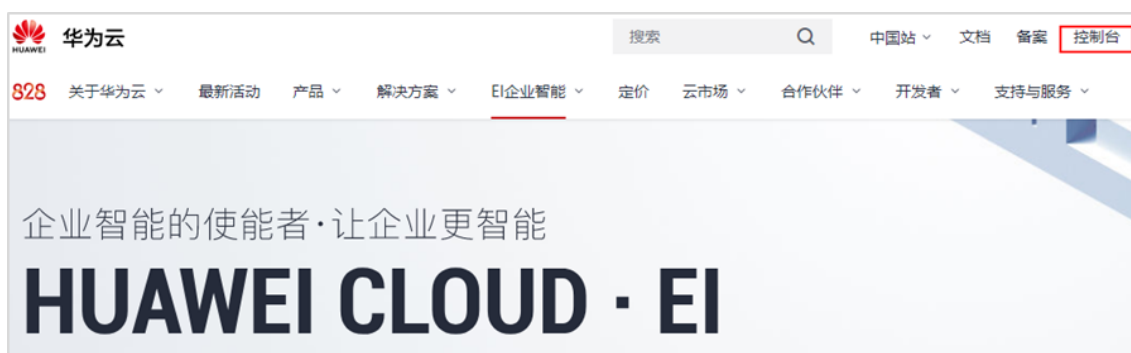 HUAWEI 华为云 搜索 中国站 文档 备案 控制台
828 关于华为云 最新活动 产品 解决方案 EI企业智能 定价 云市场 合作伙伴 开发者 支持与服务
企业智能的使能者·让企业更智能
HUAWEI CLOUD · EI